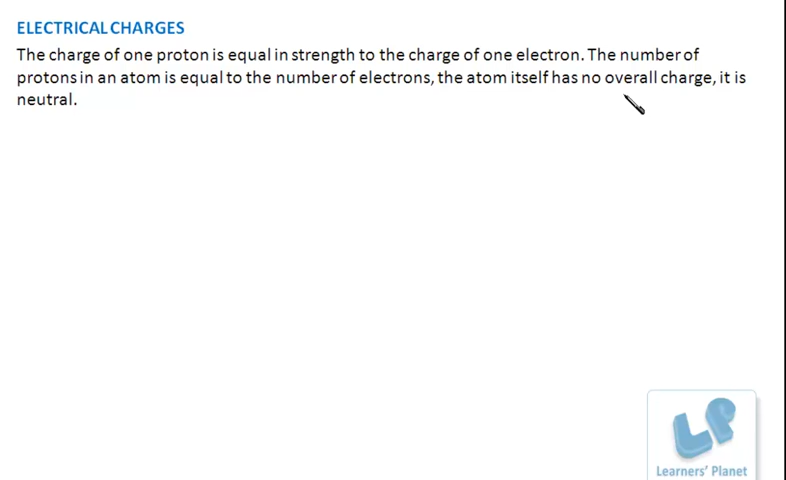 ELECTRICAL CHARGES
The charge of one proton is equal in strength to the charge of one electron. The number of
protons in an atom is equal to the number of electrons, the atom itself has no overall charge, it is
neutral.
LP
Learners' Planet